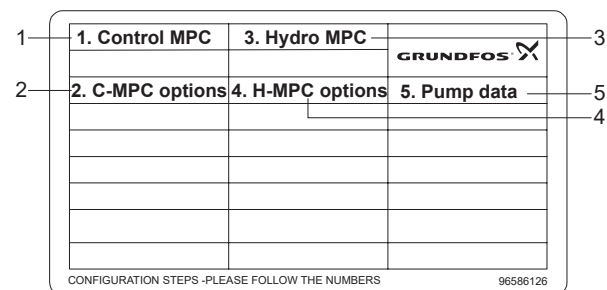 1 1. Control MPC 3. Hydro MPC 3
GRUNDFOS
2 2. C-MPC options 4. H-MPC options 5. Pump data 5
4
CONFIGURATION STEPS -PLEASE FOLLOW THE NUMBERS 96586126